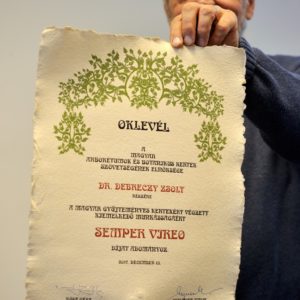 OKLEVÉL
A
MAGYAR
ARBORÉTUMOK ÉS BOTANIKUS KERTEK
SZÖVETSÉGÉNEK ELNÖKSÉGE
DR. DEBRECZY ZSOLT
RÉSZÉRE
A MAGYAR GYŰJTEMÉNYES KERTEKÉRT VÉGZETT
KIEMELKEDŐ MUNKÁSSÁGÁÉRT
SEMPER VIREO
DÍJAT ADOMÁNYOZ
DECEMBER